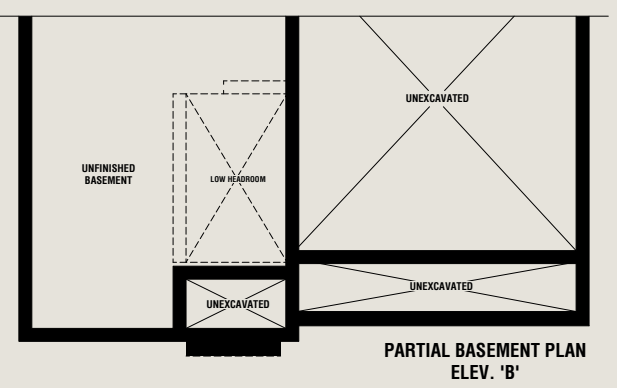 UNEXCAVATED
UNFINISHED
BASEMENT
LOW HEADROOM
UNEXCAVATED
UNEXCAVATED
PARTIAL BASEMENT PLAN
ELEV. 'B'